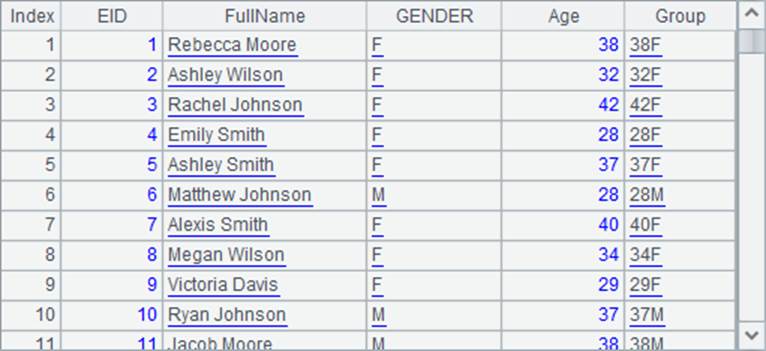 Index EID FullName GENDER Age Group
1 1 Rebecca Moore F 38 38F
2 2 Ashley Wilson F 32 32F
3 3 Rachel Johnson F 42 42F
4 4 Emily Smith F 28 28F
5 5 Ashley Smith F 37 37F
6 6 Matthew Johnson M 28 28M
7 7 Alexis Smith F 40 40F
8 8 Megan Wilson F 34 34F
9 9 Victoria Davis F 29 29F
10 10 Ryan Johnson M 37 37M
11 11 Jacob Moore M 38 38M